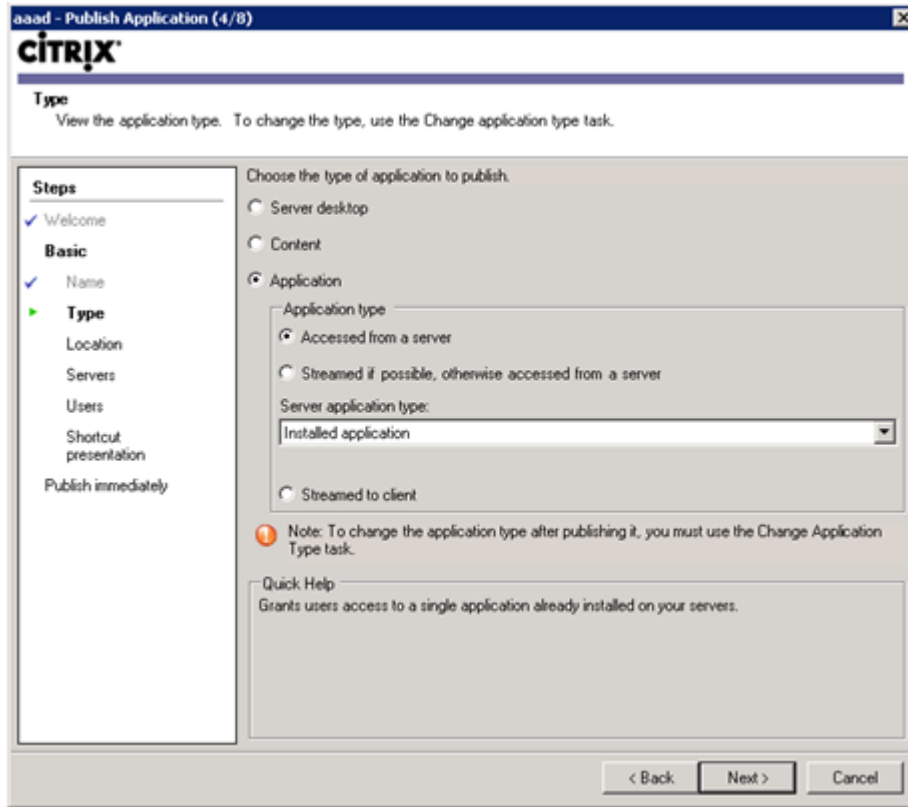 aaad - Publish Application (4/8)
CİTRIX
Type
View the application type. To change the type, use the Change application type task.
Steps
Welcome
Basic
Name
Type
Location
Servers
Users
Shortcut
presentation
Publish immediately
Choose the type of application to publish.
Server desktop
Content
Application
Application type
Accessed from a server
Streamed if possible, otherwise accessed from a server
Server application type:
Installed application
Streamed to client
Note: To change the application type after publishing it, you must use the Change Application
Type task.
Quick Help
Grants users access to a single application already installed on your servers.
< Back
Next >
Cancel